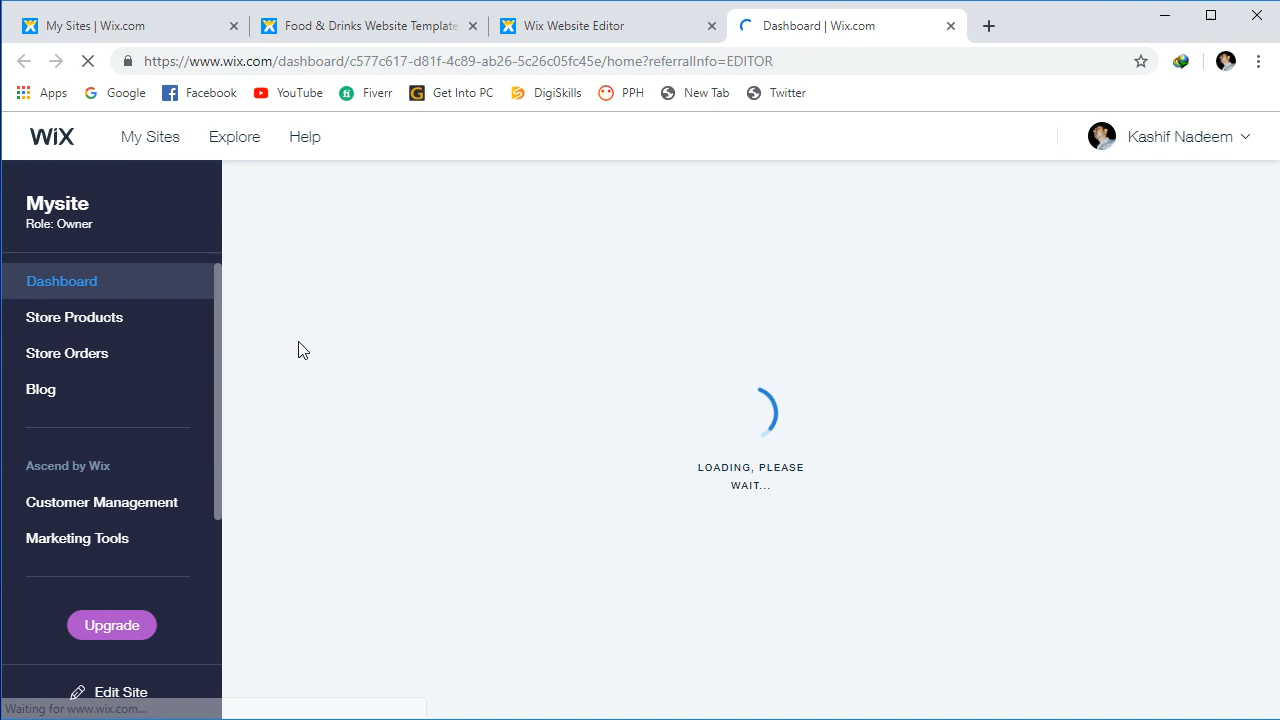 My Sites | Wix.com
Food & Drinks Website Template
Wix Website Editor
Dashboard | Wix.com
https://www.wix.com/dashboard/c577c617-d81f-4c89-ab26-5226c05fc45e/home?referralInfo=EDITOR
Apps
Google
Facebook
YouTube
Fiverr
Get Into PC
DigiSkills
PPH
New Tab
Twitter
WiX
My Sites
Explore
Help
Kashif Nadeem
Mysite
Role: Owner
Dashboard
Store Products
Store Orders
Blog
Ascend by Wix
Customer Management
Marketing Tools
Upgrade
Edit Site
Waiting for www.wix.com...
LOADING, PLEASE
WAIT...